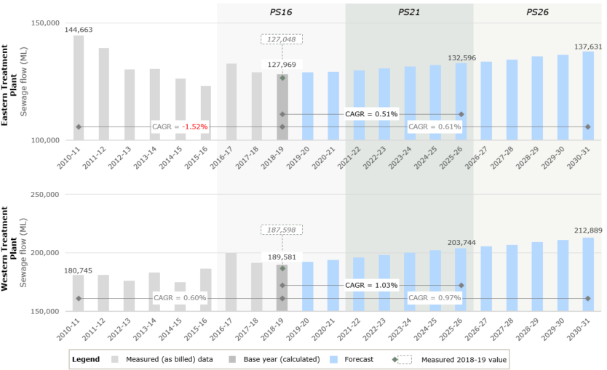 PS16 PS21 PS26
Eastern Treatment Plant
Sewage flow (ML)
150,000
100,000
144,663
127,048
127,969
132,596
137,631
CAGR = 0.51%
CAGR = -1.52%
CAGR = 0.61%
2010-11 2011-12 2012-13 2013-14 2014-15 2015-16 2016-17 2017-18 2018-19 2019-20 2020-21 2021-22 2022-23 2023-24 2024-25 2025-26 2026-27 2027-28 2028-29 2029-30 2030-31
Western Treatment Plant
Sewage flow (ML)
250,000
200,000
150,000
180,745
187,598
189,581
203,744
212,889
CAGR = 1.03%
CAGR = 0.60%
CAGR = 0.97%
2010-11 2011-12 2012-13 2013-14 2014-15 2015-16 2016-17 2017-18 2018-19 2019-20 2020-21 2021-22 2022-23 2023-24 2024-25 2025-26 2026-27 2027-28 2028-29 2029-30 2030-31
Legend Measured (as billed) data Base year (calculated) Forecast Measured 2018-19 value